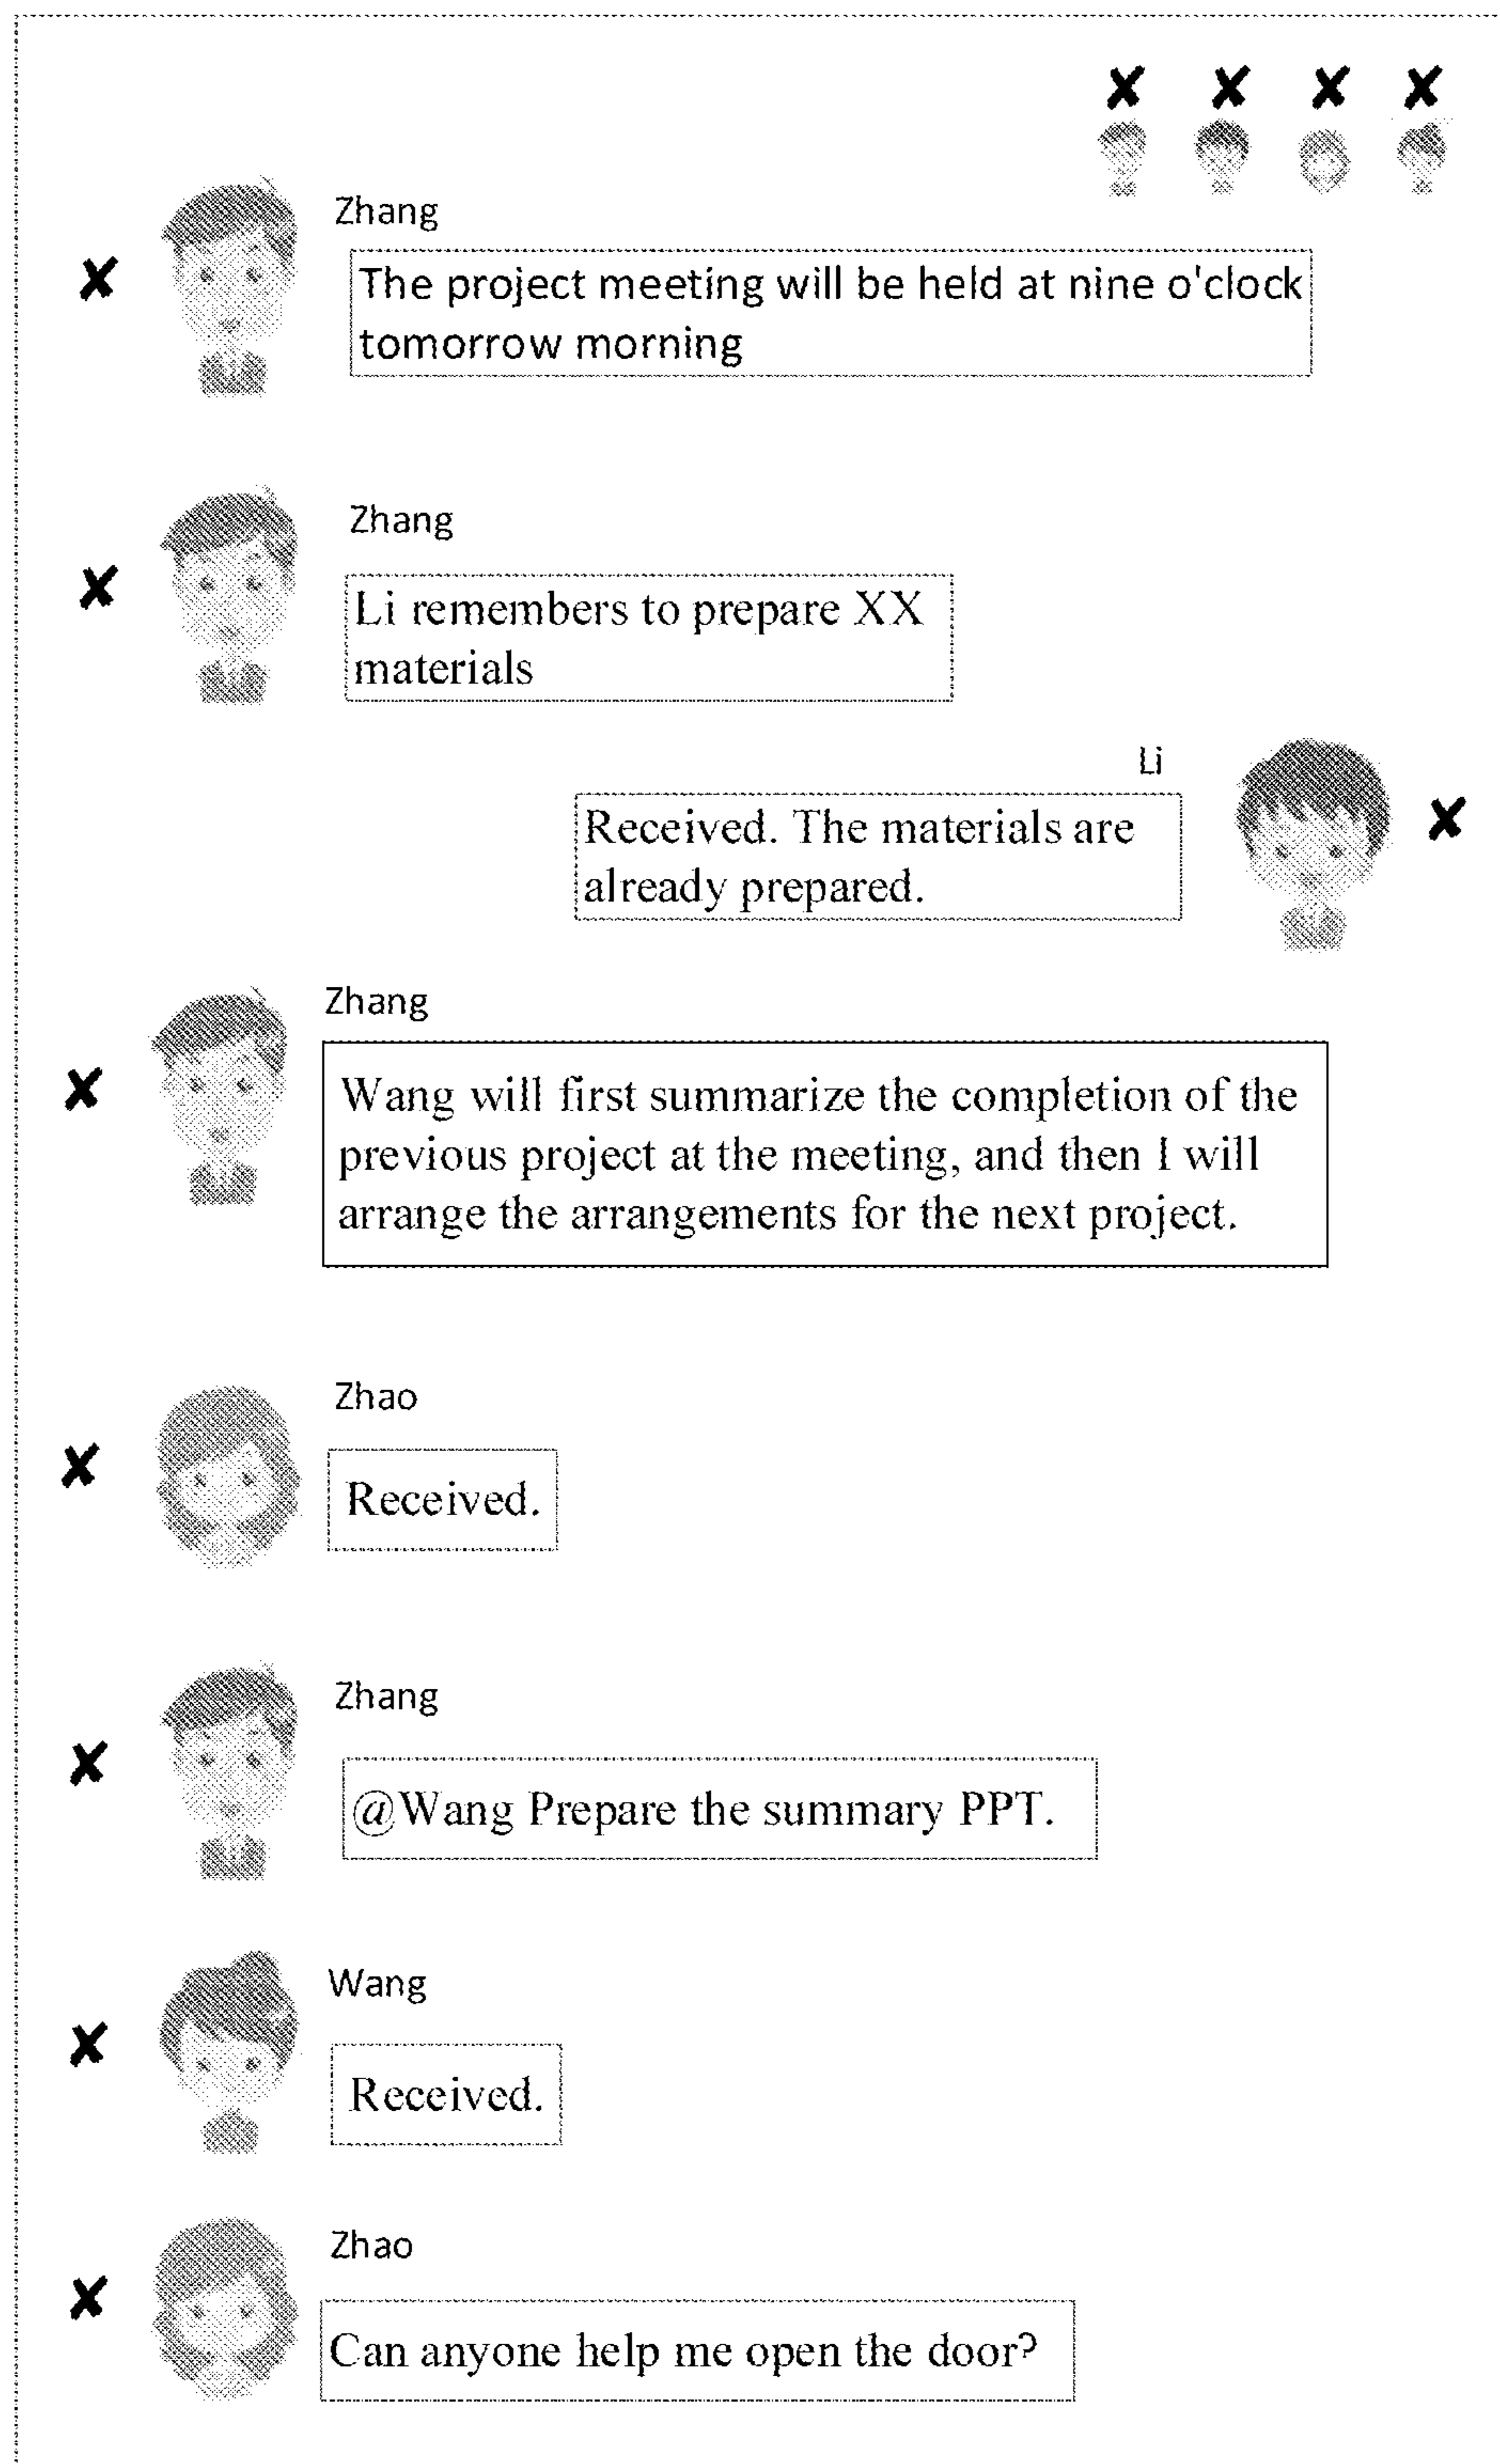 Zhang
The project meeting will be held at nine o'clock
tomorrow morning
Zhang
Li remembers to prepare XX
materials
Li
Received. The materials are
already prepared.
Zhang
Wang will first summarize the completion of the
previous project at the meeting, and then I will
arrange the arrangements for the next project.
Zhao
Received.
Zhang
@Wang Prepare the summary PPT.
Wang
Received.
Zhao
Can anyone help me open the door?